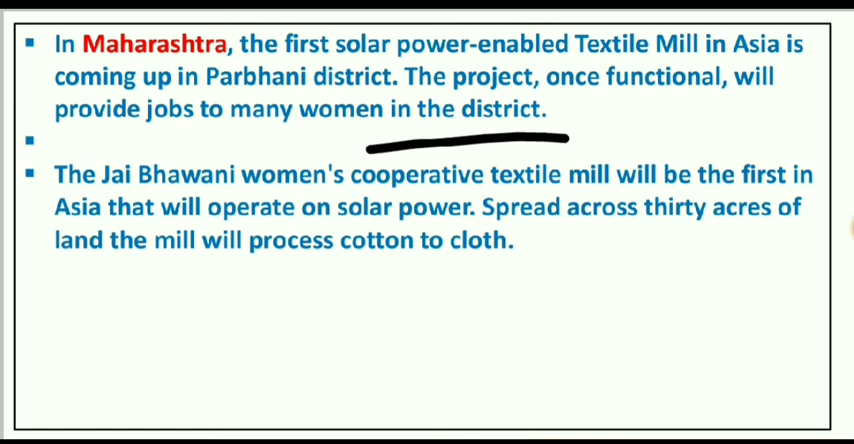 In Maharashtra, the first solar power-enabled Textile Mill in Asia is
coming up in Parbhani district. The project, once functional, will
provide jobs to many women in the district.
The Jai Bhawani women's cooperative textile mill will be the first in
Asia that will operate on solar power. Spread across thirty acres of
land the mill will process cotton to cloth.